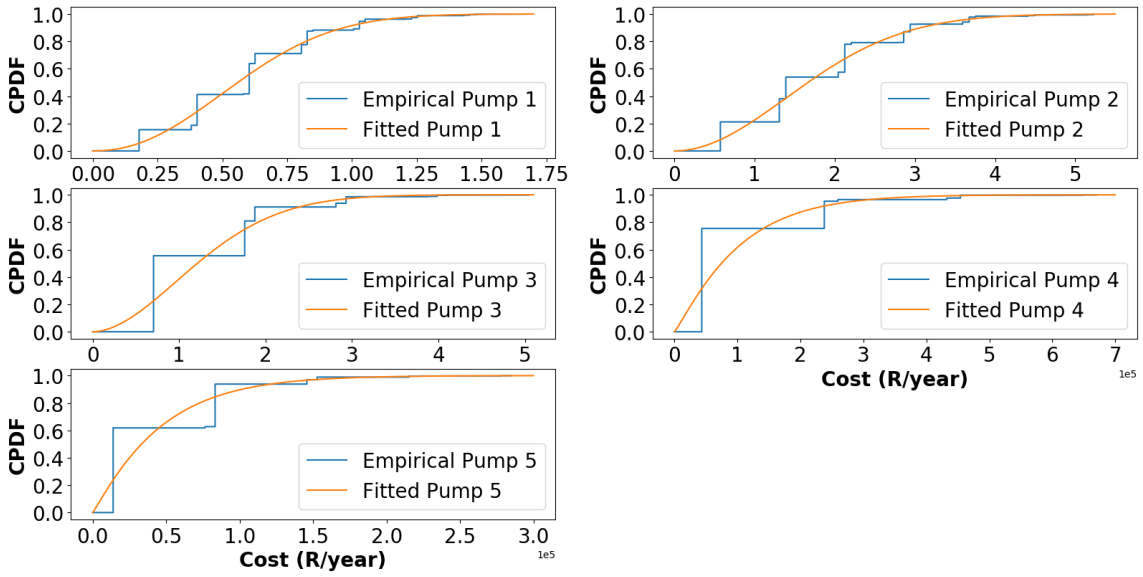 1.0
0.8
0.6
0.4
0.2
0.0
CPDF
Empirical Pump 1
Fitted Pump 1
0.00 0.25 0.50 0.75 1.00 1.25 1.50 1.75
1.0
0.8
0.6
0.4
0.2
0.0
CPDF
Empirical Pump 2
Fitted Pump 2
0 1 2 3 4 5
1.0
0.8
0.6
0.4
0.2
0.0
CPDF
Empirical Pump 3
Fitted Pump 3
0 1 2 3 4 5
1.0
0.8
0.6
0.4
0.2
0.0
CPDF
Empirical Pump 4
Fitted Pump 4
0 1 2 3 4 5 6 7
Cost (R/year)
1e5
1.0
0.8
0.6
0.4
0.2
0.0
CPDF
Empirical Pump 5
Fitted Pump 5
0.0 0.5 1.0 1.5 2.0 2.5 3.0
Cost (R/year)
1e5